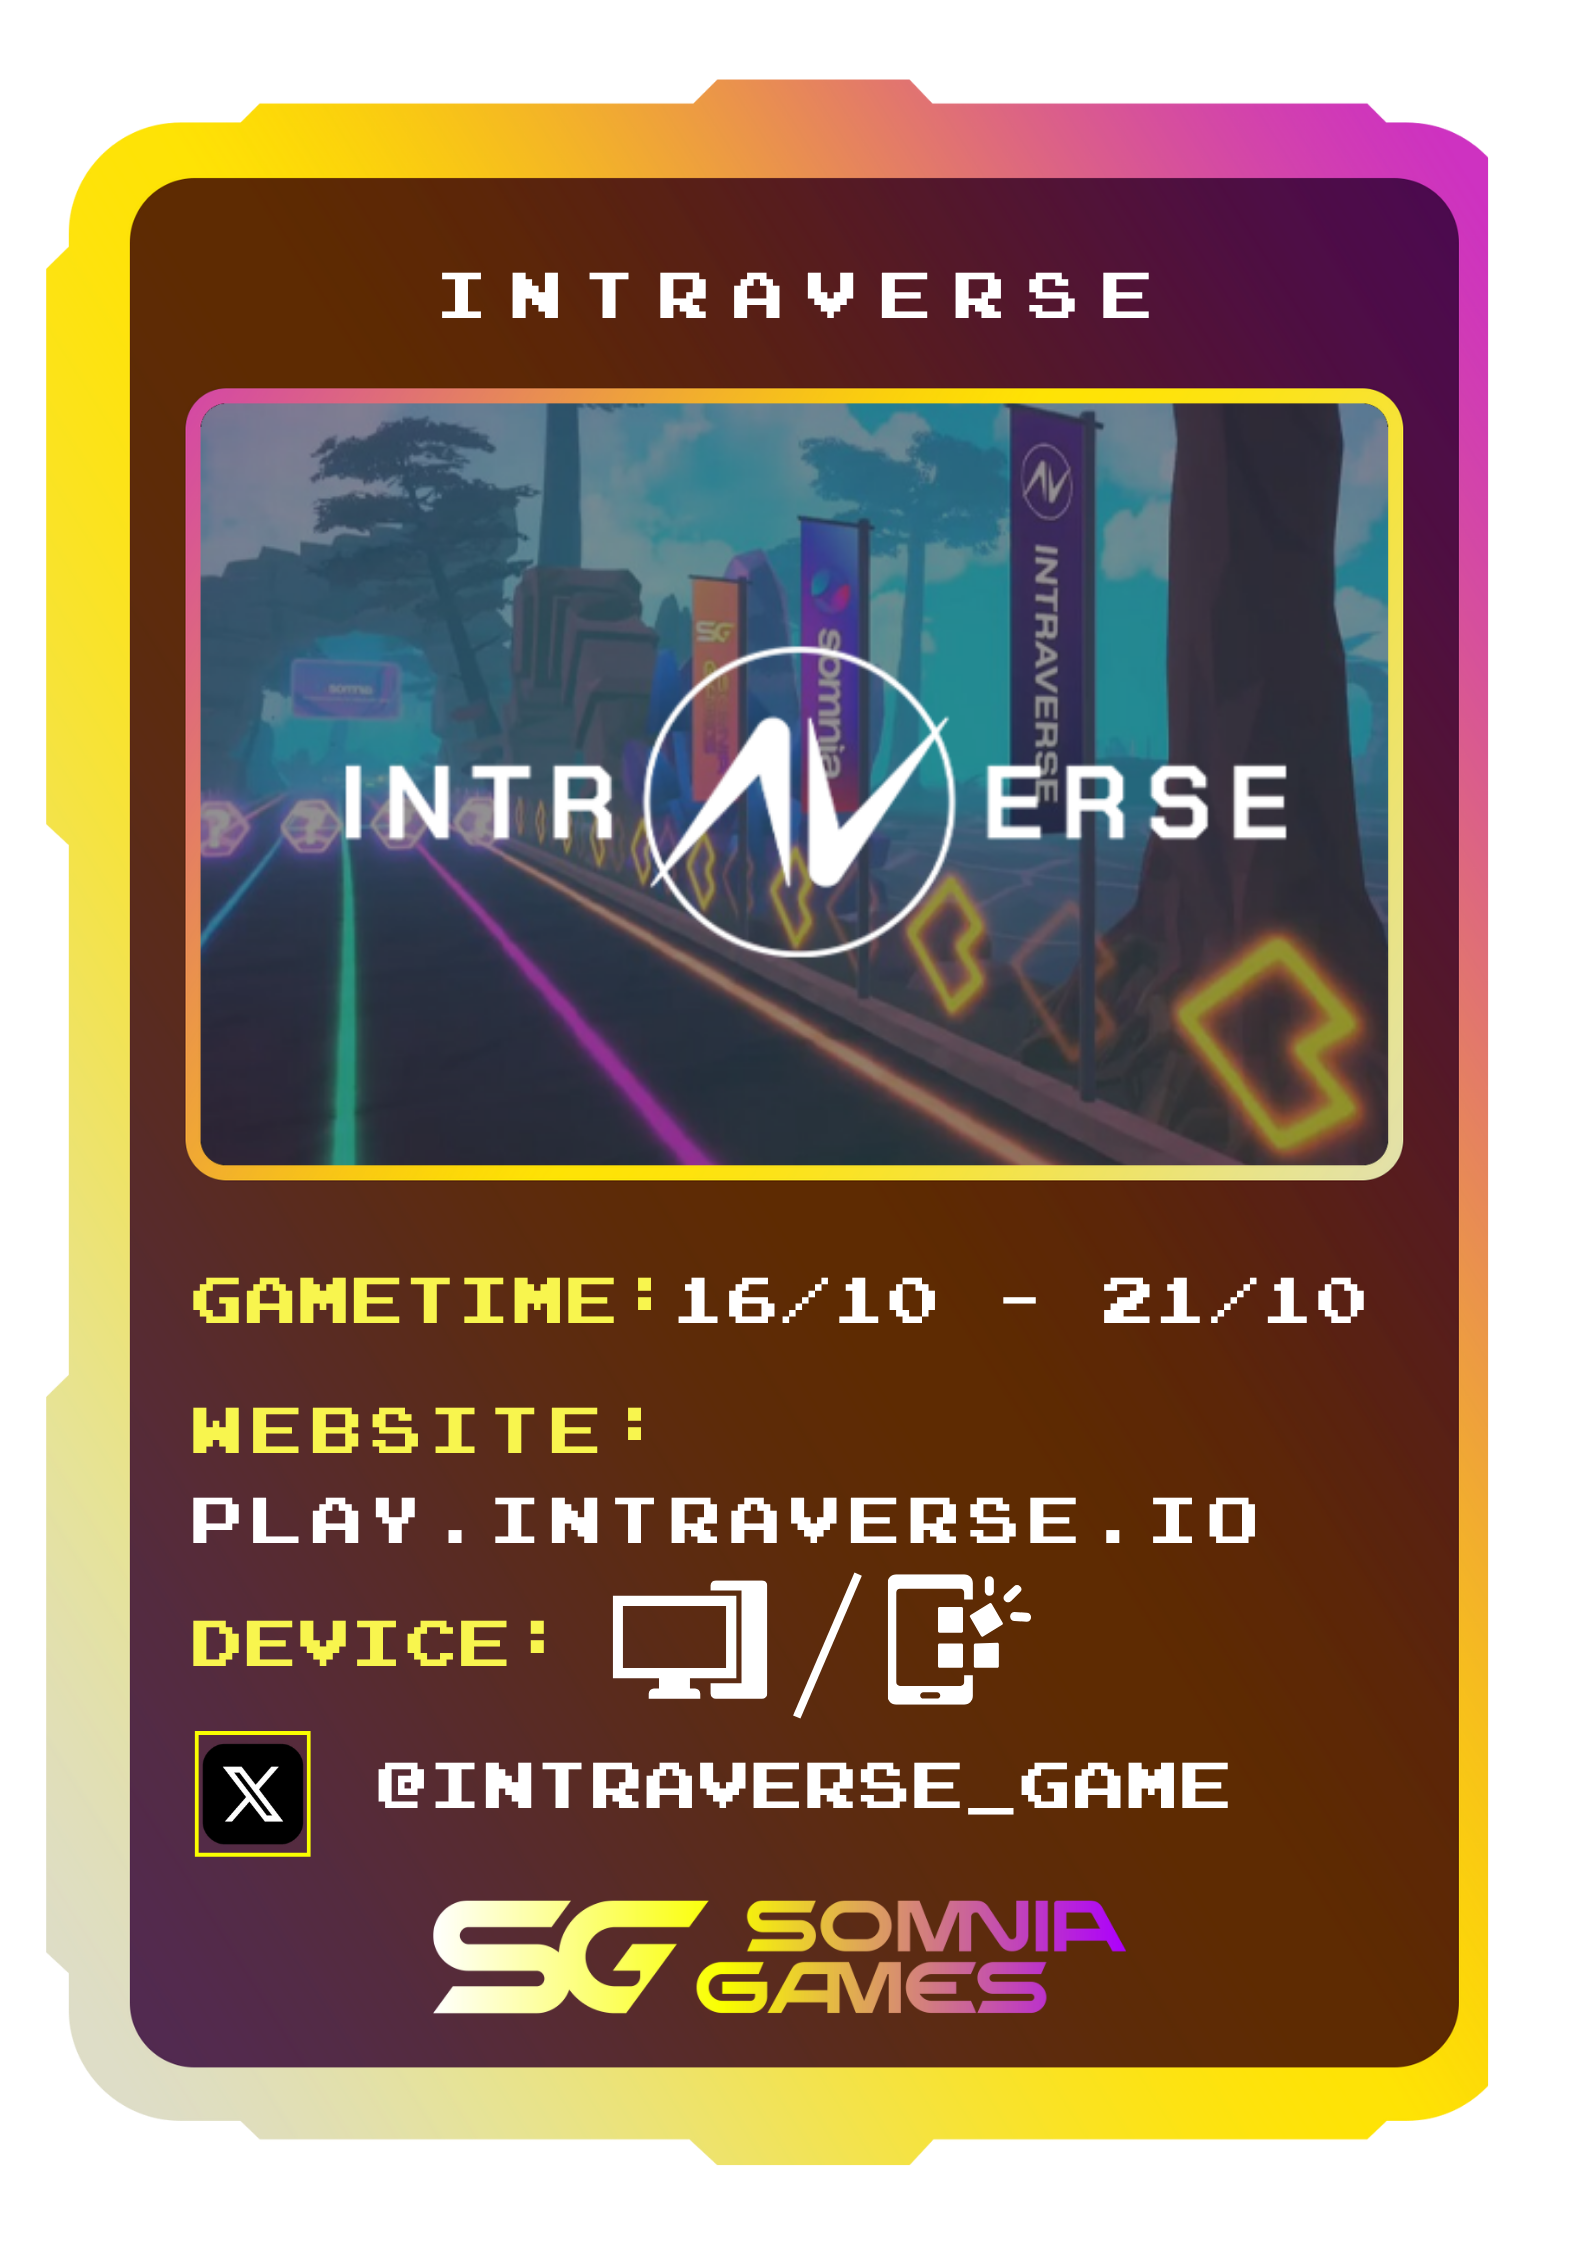 INTRAVERSE
SG
somnia
INTRAVERSE
somnia
INTR ERSE
GAMETIME: 16/10 - 21/10
WEBSITE:
PLAY.INTRAVERSE.IO
DEVICE:
X @INTRAVERSE_GAME
SG SOMNIA
GAMES